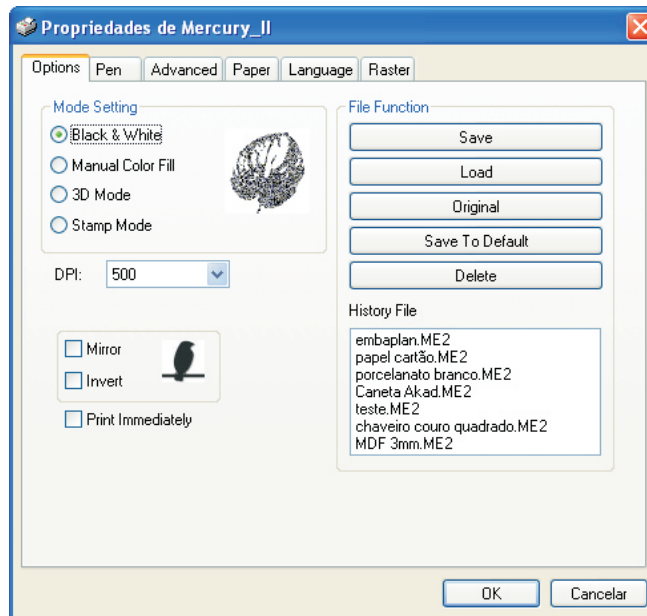 Propriedades de Mercury_II
Options Pen Advanced Paper Language Raster
Mode Setting
Black & White
Manual Color Fill
3D Mode
Stamp Mode
DPI: 500
Mirror
Invert
Print Immediately
File Function
Save
Load
Original
Save To Default
Delete
History File
embaplan.ME2
papel cartão.ME2
porcelanato branco.ME2
Caneta Akad.ME2
teste.ME2
chaveiro couro quadrado.ME2
MDF 3mm.ME2
OK Cancelar